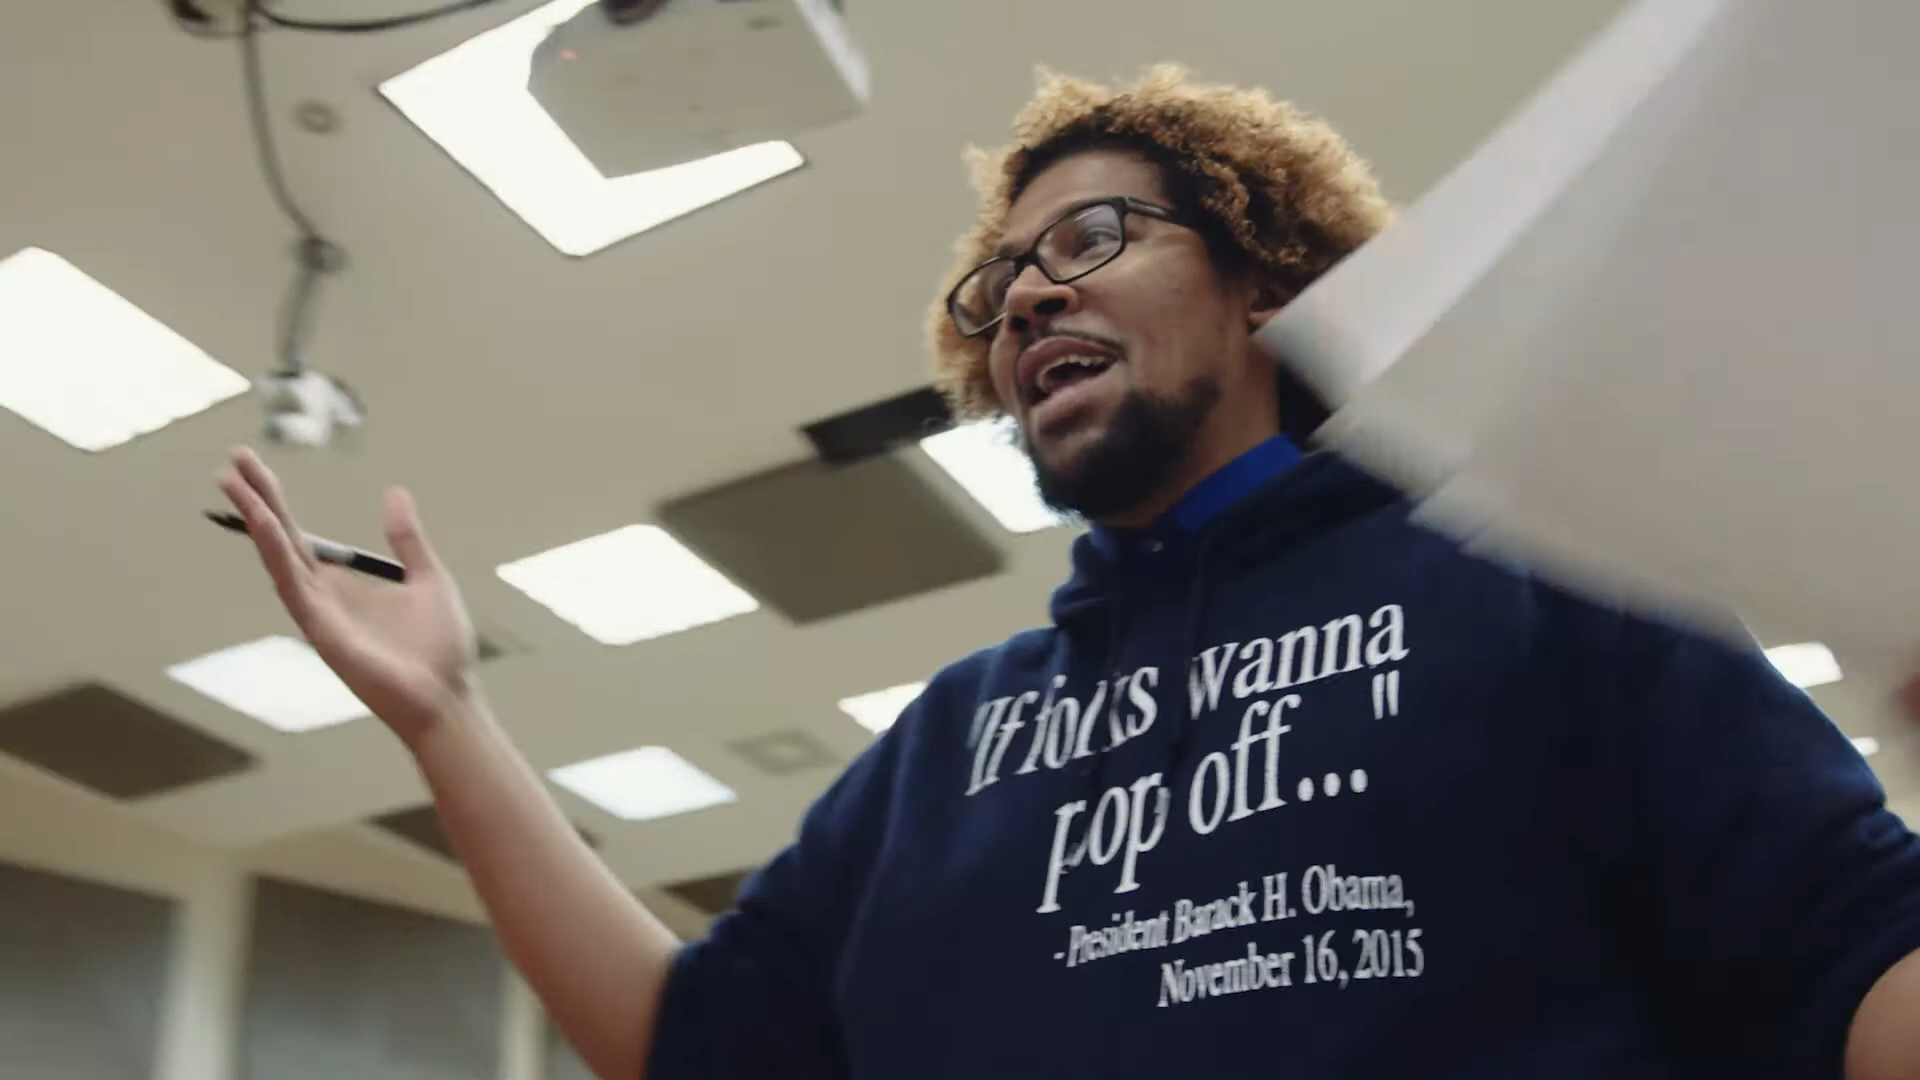 "If folks wanna
pop off... "
- President Barack H. Obama,
November 16, 2015